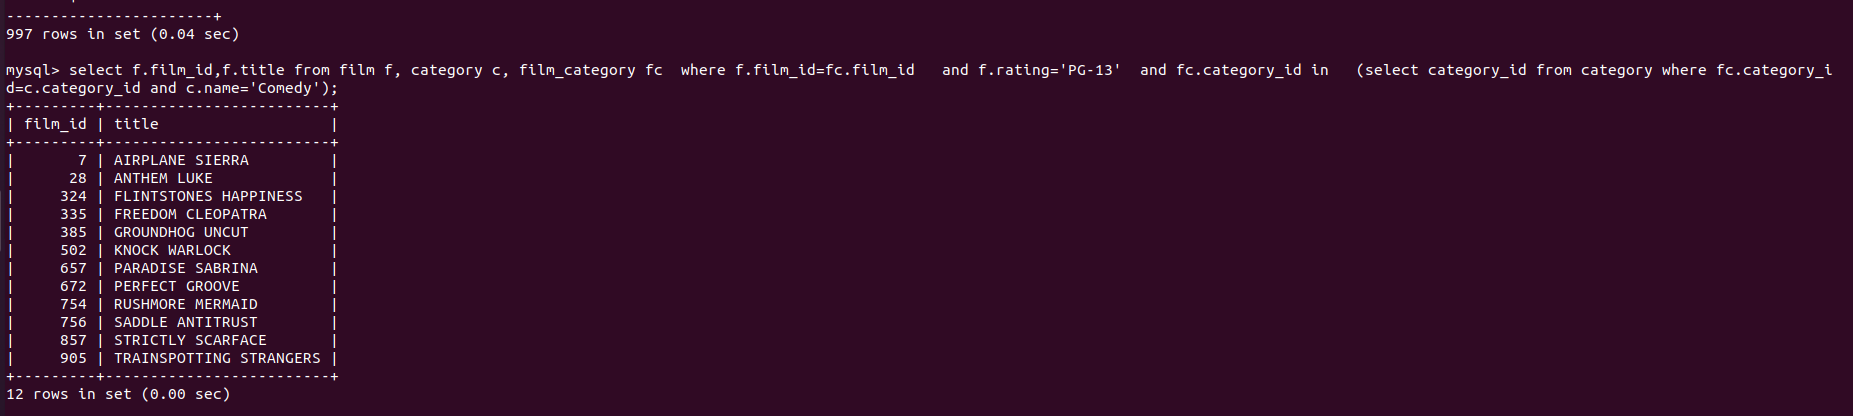 ------------------------+
997 rows in set (0.04 sec)
mysql> select f.film_id,f.title from film f, category c, film_category fc  where f.film_id=fc.film_id   and f.rating='PG-13'  and fc.category_id in   (select category_id from category where fc.category_i
d=c.category_id and c.name='Comedy');
+---------+-------------------------+
| film_id | title                   |
+---------+-------------------------+
|       7 | AIRPLANE SIERRA         |
|      28 | ANTHEM LUKE             |
|     324 | FLINTSTONES HAPPINESS   |
|     335 | FREEDOM CLEOPATRA       |
|     385 | GROUNDHOG UNCUT         |
|     502 | KNOCK WARLOCK           |
|     657 | PARADISE SABRINA        |
|     672 | PERFECT GROOVE          |
|     754 | RUSHMORE MERMAID        |
|     756 | SADDLE ANTITRUST        |
|     857 | STRICTLY SCARFACE       |
|     905 | TRAINSPOTTING STRANGERS |
+---------+-------------------------+
12 rows in set (0.00 sec)